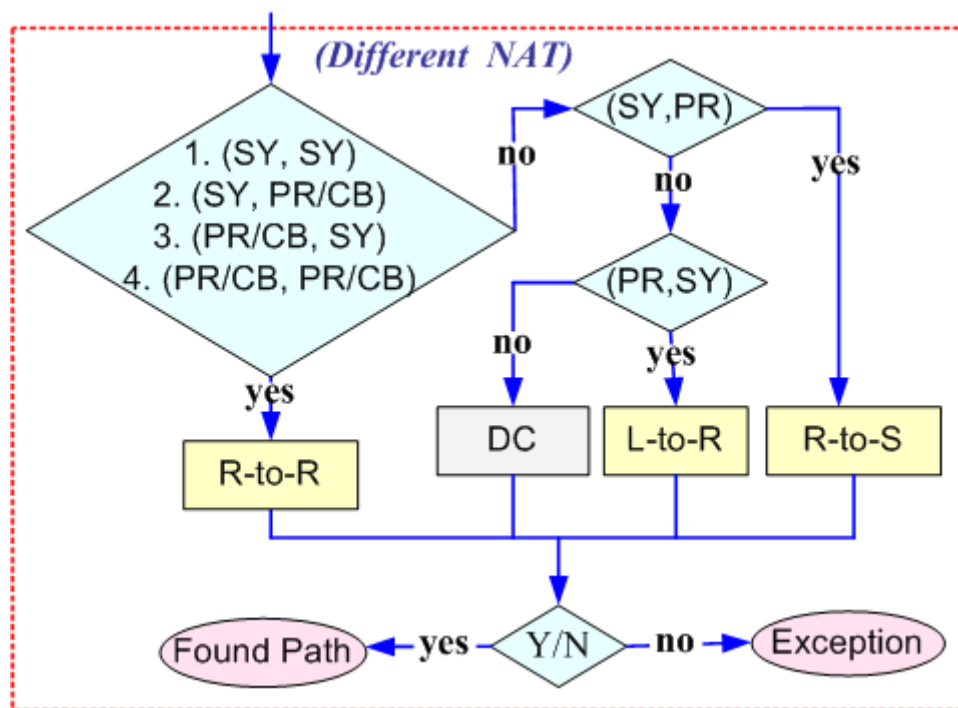 (Different NAT)
1. (SY, SY)
2. (SY, PR/CB)
3. (PR/CB, SY)
4. (PR/CB, PR/CB)
no
(SY,PR)
yes
no
(PR,SY)
no
yes
yes
R-to-R
DC
L-to-R
R-to-S
Found Path
yes
Y/N
no
Exception